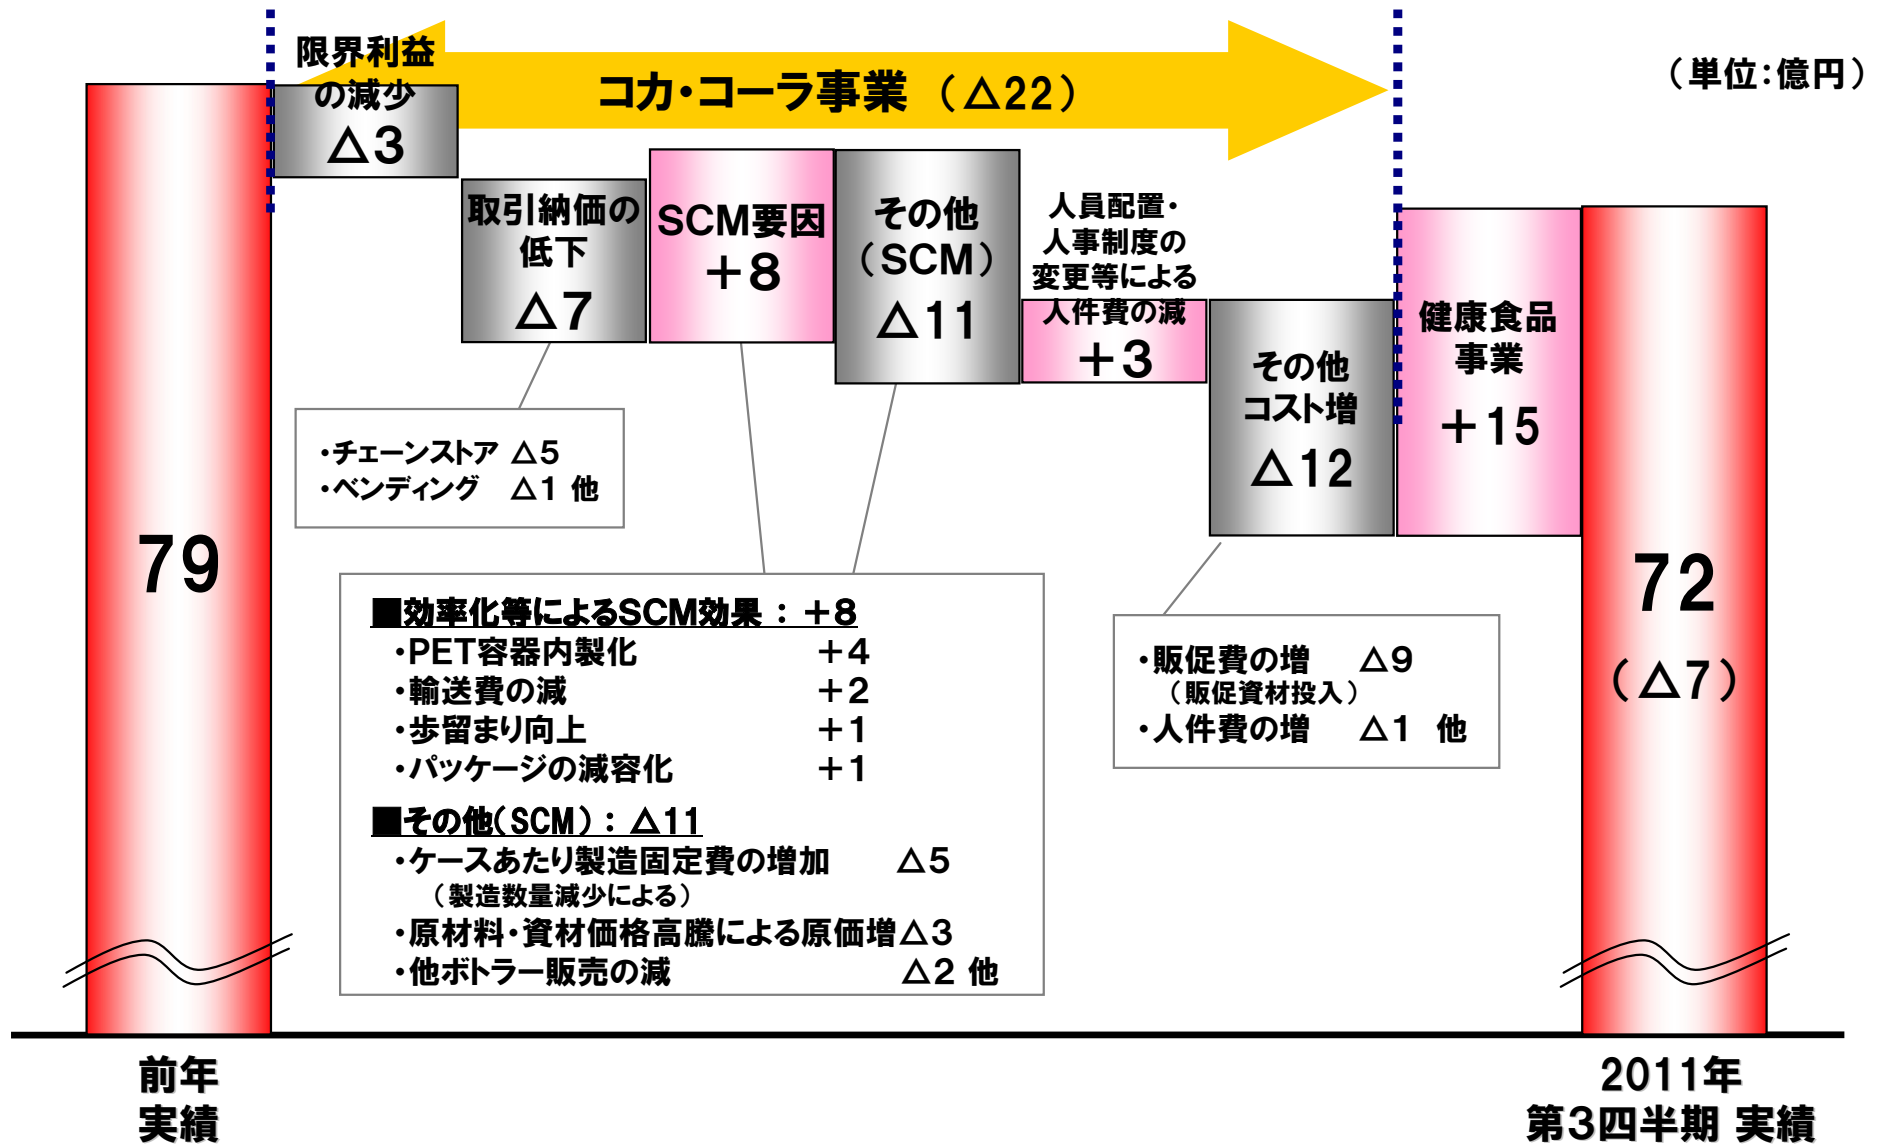 限界利益
の減少
△3
コカ・コーラ事業（△22）
（単位：億円）
取引納価の
低下
△7
SCM要因
＋8
その他
（SCM）
△11
人員配置・
人事制度の
変更等による
人件費の減
＋3
その他
コスト増
△12
健康食品
事業
＋15
・チェーンストア △5
・ベンディング △1 他
79
72
（△7）
■効率化等によるSCM効果 ： ＋8
・PET容器内製化 ＋4
・輸送費の減 ＋2
・歩留まり向上 ＋1
・パッケージの減容化 ＋1
■その他（SCM）： △11
・ケースあたり製造固定費の増加 △5
（製造数量減少による）
・原材料・資材価格高騰による原価増△3
・他ボトラー販売の減 △2 他
・販促費の増 △9
（販促資材投入）
・人件費の増 △1 他
前年
実績
2011年
第3四半期 実績